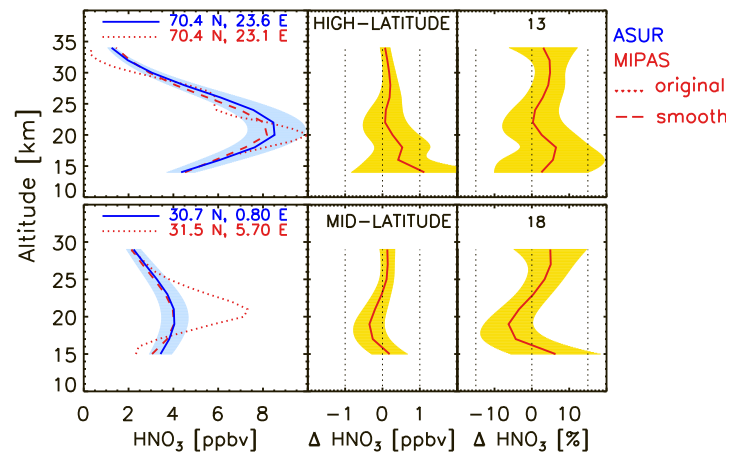 70.4 N, 23.6 E
70.4 N, 23.1 E
HIGH-LATITUDE
13
ASUR
MIPAS
original
smooth
35
30
25
20
15
10
Altitude [km]
30.7 N, 0.80 E
31.5 N, 5.70 E
MID-LATITUDE
18
30
25
20
15
10
0 4 8
-1 0 1
-10 0 10
HNO₃ [ppbv]
Δ HNO₃ [ppbv]
Δ HNO₃ [%]